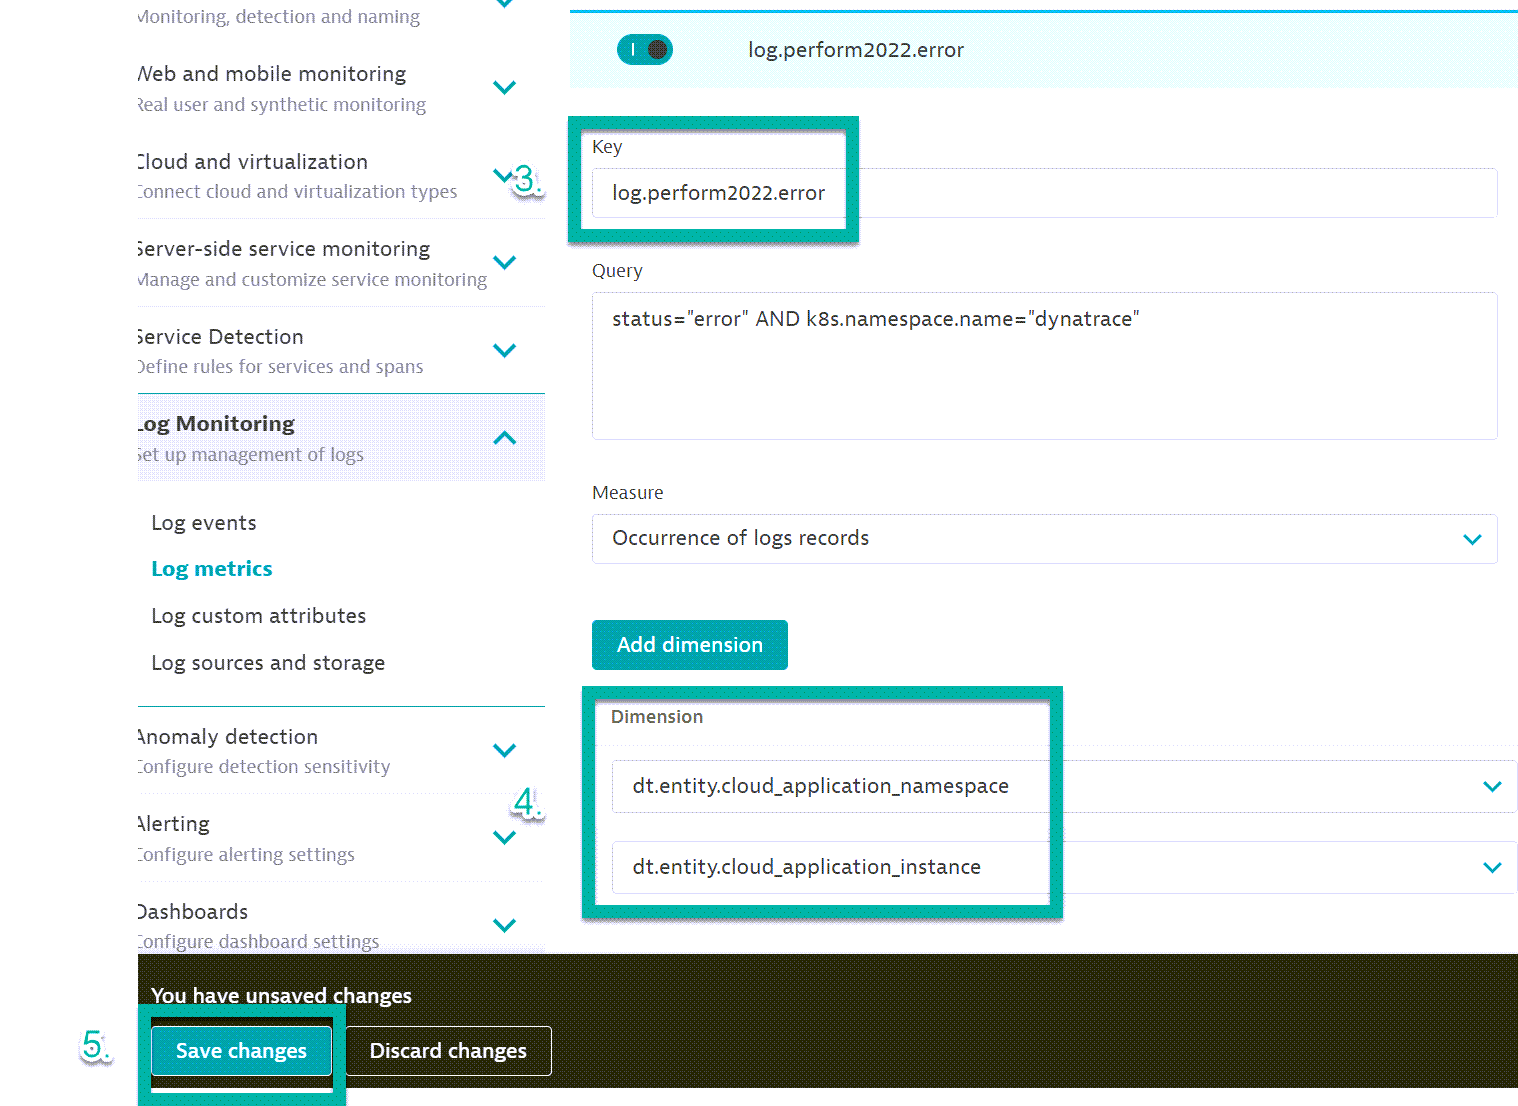 Monitoring, detection and naming
Web and mobile monitoring
Real user and synthetic monitoring
Cloud and virtualization
Connect cloud and virtualization types
Server-side service monitoring
Manage and customize service monitoring
Service Detection
Define rules for services and spans
Log Monitoring
Set up management of logs
Log events
Log metrics
Log custom attributes
Log sources and storage
Anomaly detection
Configure detection sensitivity
Alerting
Configure alerting settings
Dashboards
Configure dashboard settings
log.perform2022.error
3.
Key
log.perform2022.error
Query
status="error" AND k8s.namespace.name="dynatrace"
Measure
Occurrence of logs records
Add dimension
4.
Dimension
dt.entity.cloud_application_namespace
dt.entity.cloud_application_instance
You have unsaved changes
5.
Save changes
Discard changes